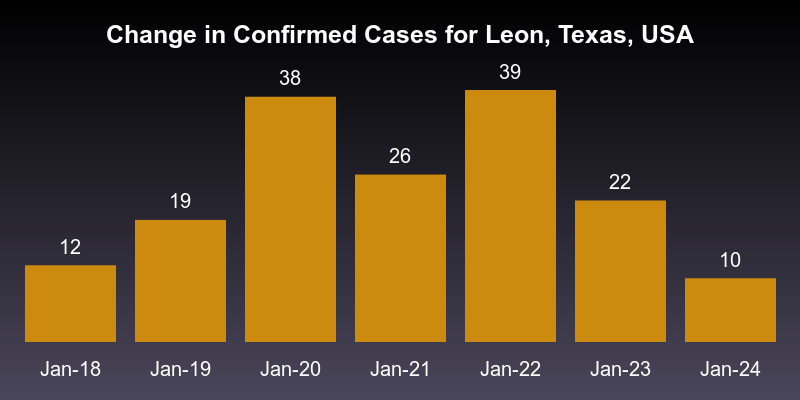 Change in Confirmed Cases for Leon, Texas, USA
12
19
38
26
39
22
10
Jan-18
Jan-19
Jan-20
Jan-21
Jan-22
Jan-23
Jan-24